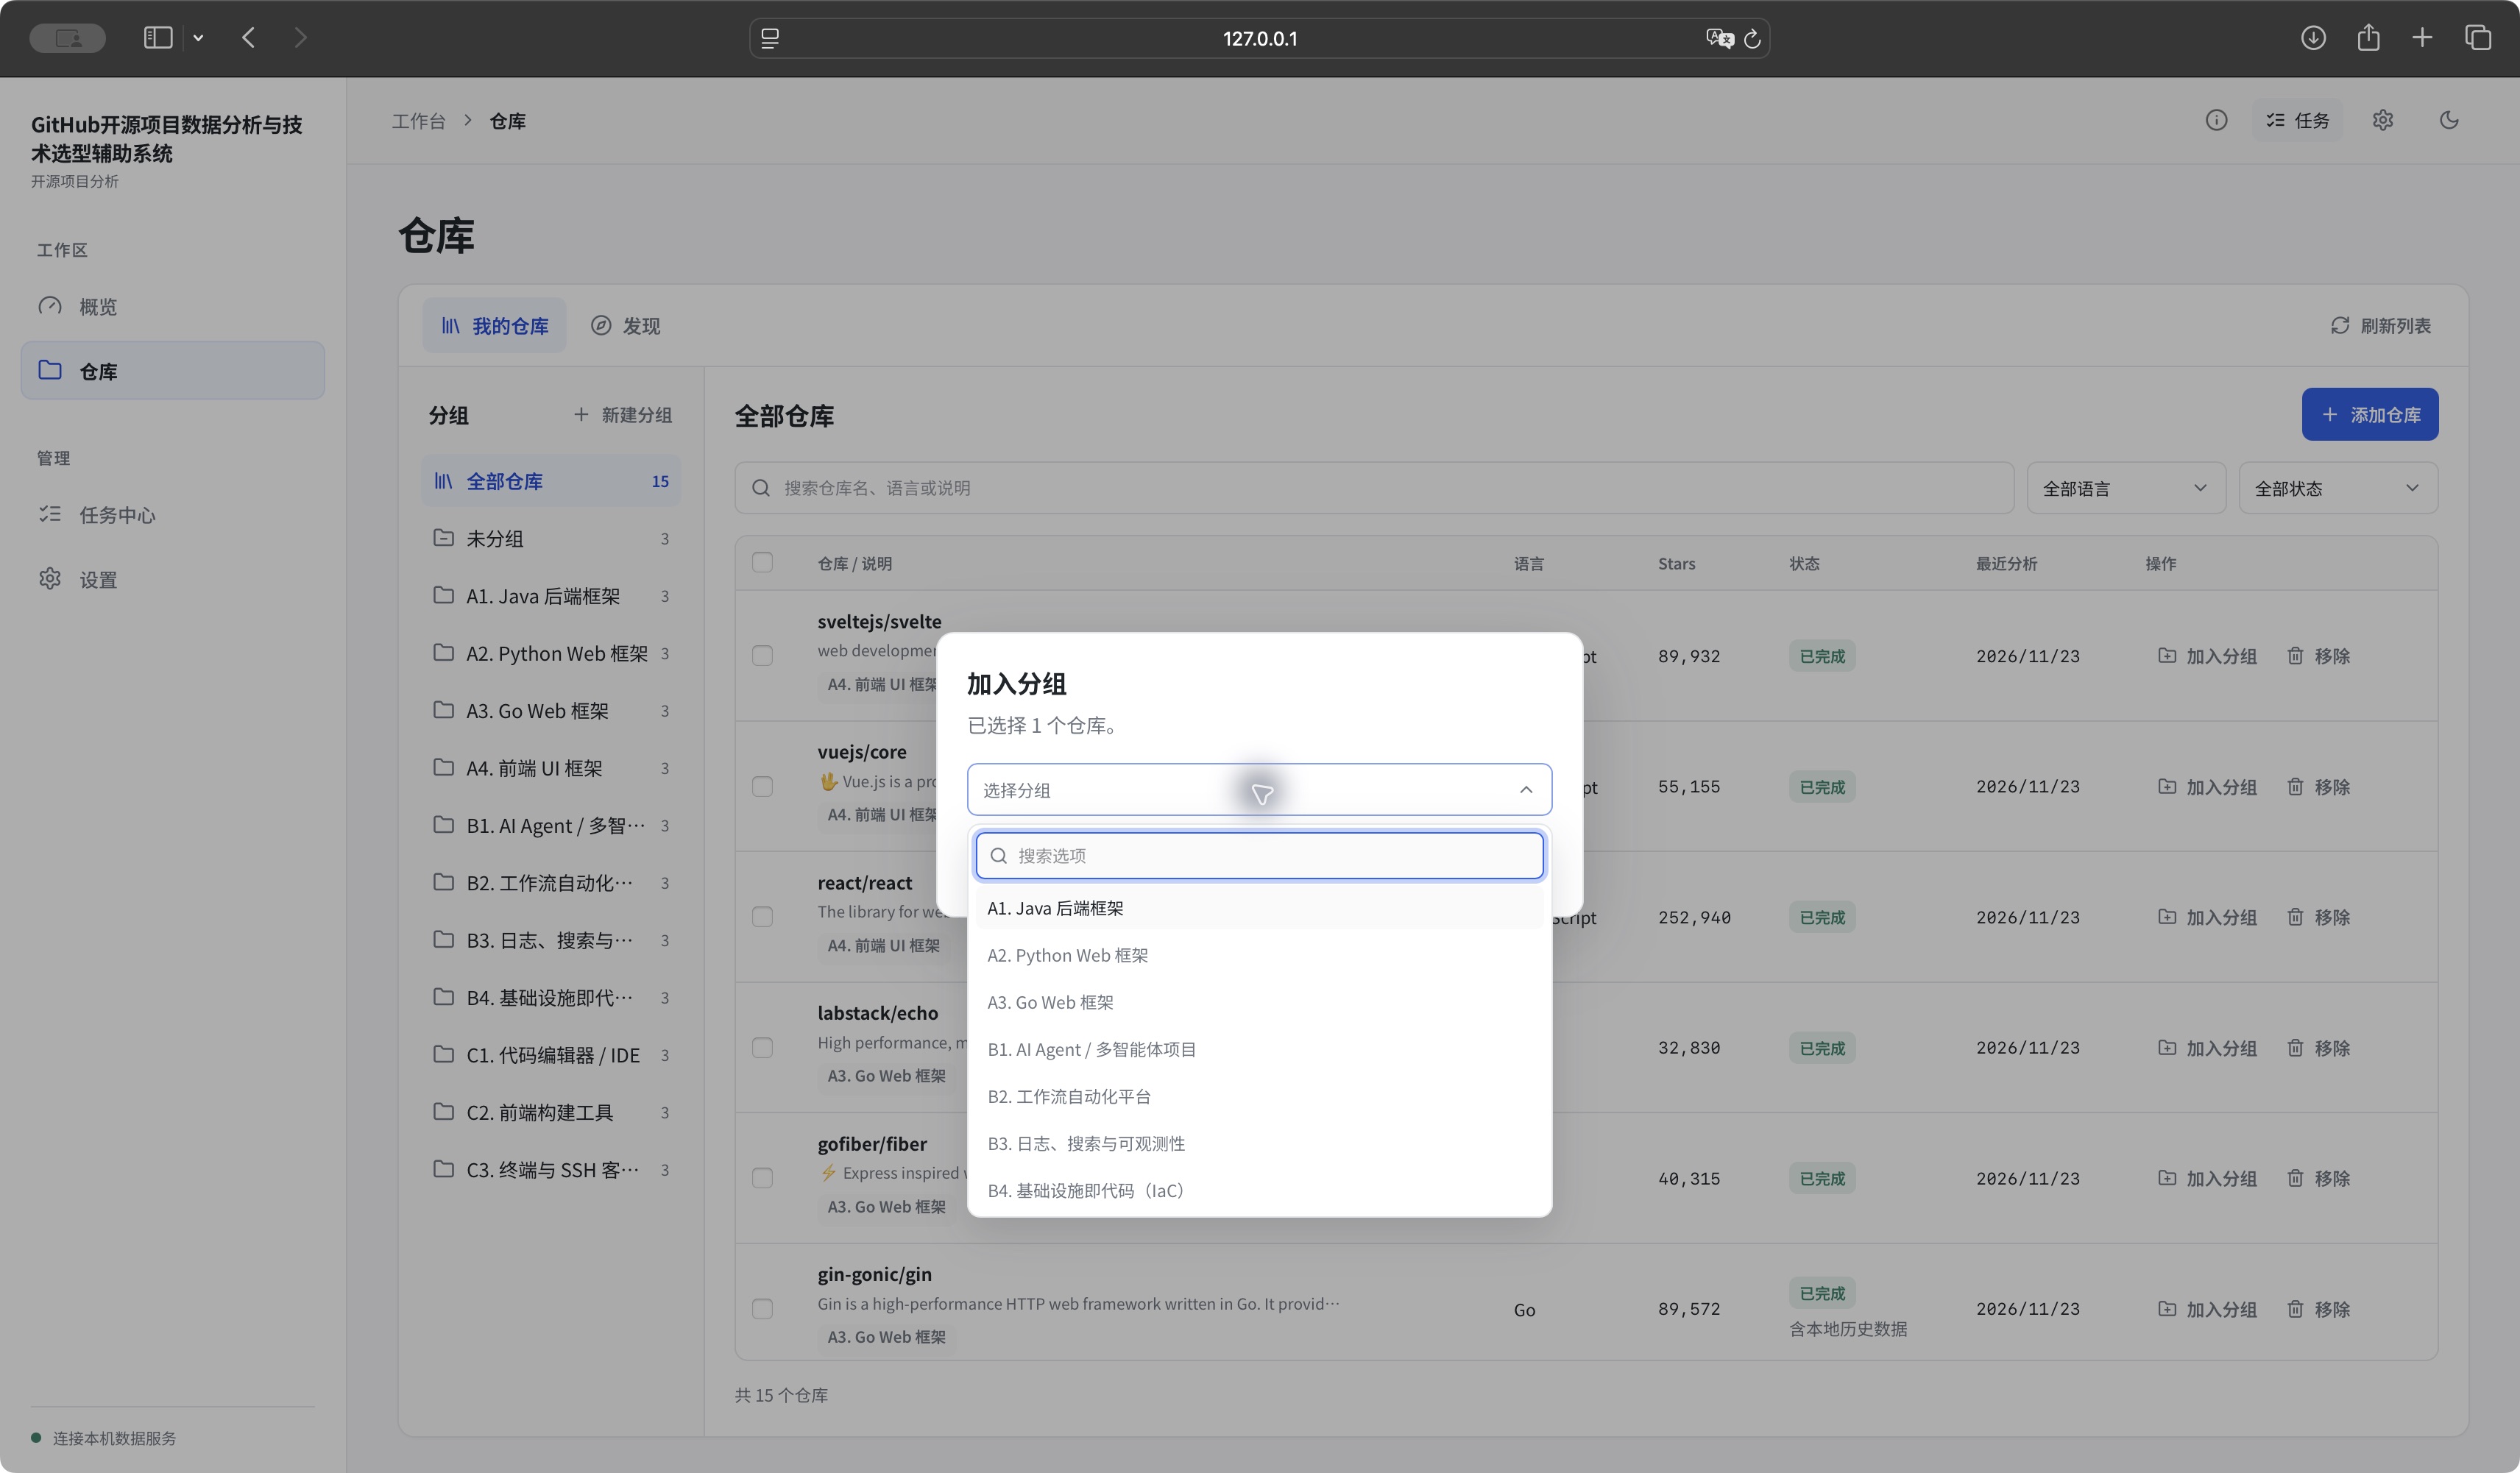 127.0.0.1
GitHub开源项目数据分析与技
术选型辅助系统
开源项目分析
工作区
概览
仓库
管理
任务中心
设置
连接本机数据服务
工作台 > 仓库
任务
仓库
我的仓库
发现
刷新列表
分组
+ 新建分组
全部仓库 15
未分组 3
A1. Java 后端框架 3
A2. Python Web 框架 3
A3. Go Web 框架 3
A4. 前端 UI 框架 3
B1. AI Agent / 多智··· 3
B2. 工作流自动化··· 3
B3. 日志、搜索与··· 3
B4. 基础设施即代··· 3
C1. 代码编辑器 / IDE 3
C2. 前端构建工具 3
C3. 终端与 SSH 客··· 3
全部仓库
+ 添加仓库
搜索仓库名、语言或说明
全部语言
全部状态
仓库 / 说明 语言 Stars 状态 最近分析 操作
sveltejs/svelte
web developmen
A4. 前端 UI 框架
pt 89,932 已完成 2026/11/23 加入分组 移除
vuejs/core
🖖 Vue.js is a pro
A4. 前端 UI 框架
pt 55,155 已完成 2026/11/23 加入分组 移除
react/react
The library for we
A4. 前端 UI 框架
Script 252,940 已完成 2026/11/23 加入分组 移除
labstack/echo
High performance, m
A3. Go Web 框架
32,830 已完成 2026/11/23 加入分组 移除
gofiber/fiber
⚡ Express inspired w
A3. Go Web 框架
40,315 已完成 2026/11/23 加入分组 移除
gin-gonic/gin
Gin is a high-performance HTTP web framework written in Go. It provid···
A3. Go Web 框架
Go 89,572 已完成 2026/11/23 加入分组 移除
含本地历史数据
共 15 个仓库
加入分组
已选择 1 个仓库。
选择分组
搜索选项
A1. Java 后端框架
A2. Python Web 框架
A3. Go Web 框架
B1. AI Agent / 多智能体项目
B2. 工作流自动化平台
B3. 日志、搜索与可观测性
B4. 基础设施即代码（IaC）